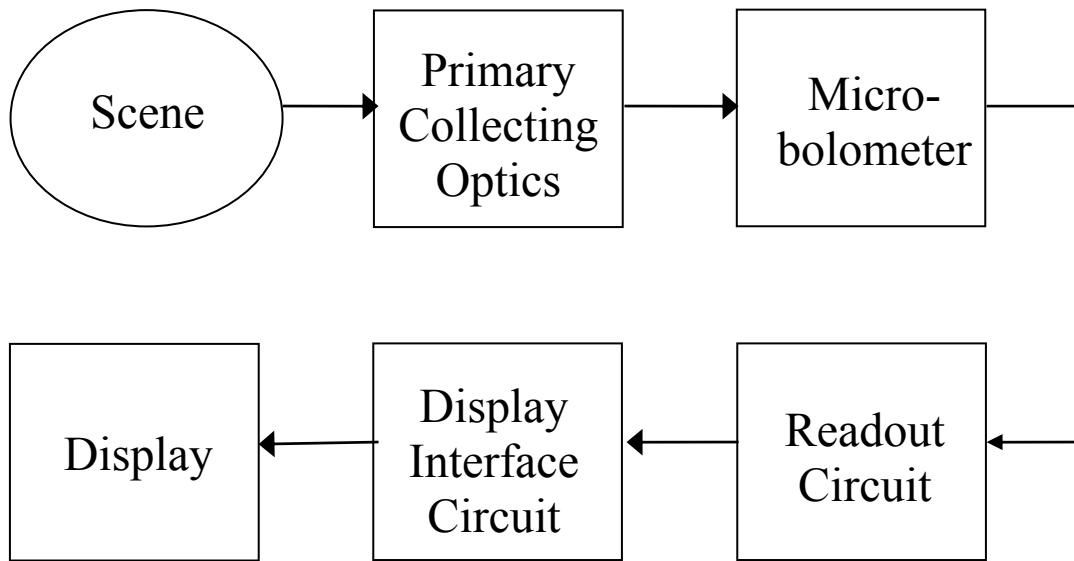 Scene
Primary
Collecting
Optics
Micro-
bolometer
Readout
Circuit
Display
Interface
Circuit
Display